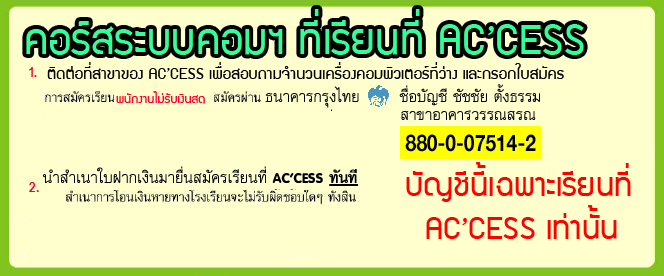 คอร์สระบบคอมฯ ที่เรียนที่ AC'CESS
1. ติดต่อที่สาขาของ AC'CESS เพื่อสอบถามจำนวนเครื่องคอมพิวเตอร์ที่ว่าง และกรอกใบสมัคร
การสมัครเรียนพนักงานไม่รับเงินสด สมัครผ่าน ธนาคารกรุงไทย ชื่อบัญชี ชัชชัย ตั้งธรรม
สาขาอาคารวรรณสรณ
880-0-07514-2
2. นำสำเนาใบฝากเงินมายื่นสมัครเรียนที่ AC'CESS ทันที
สำเนาการโอนเงินหายทางโรงเรียนจะไม่รับผิดชอบใดๆ ทั้งสิ้น
บัญชีนี้เฉพาะเรียนที่
AC'CESS เท่านั้น